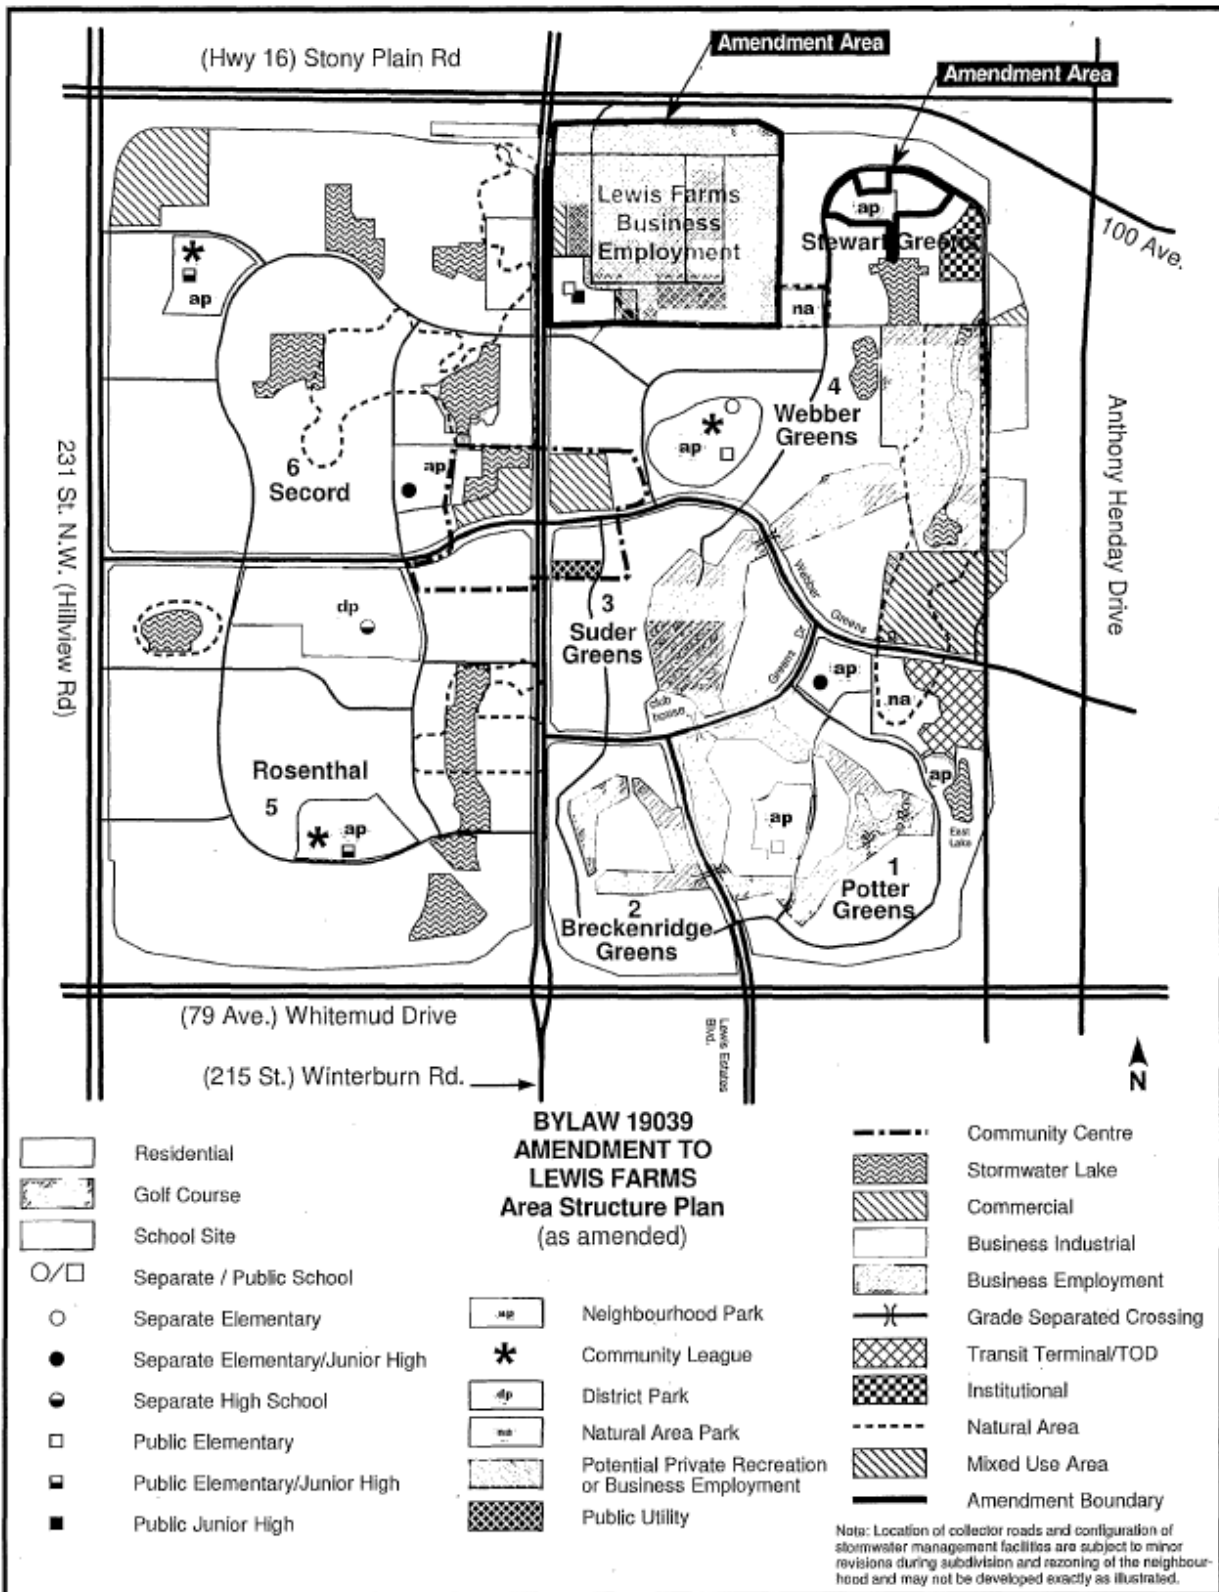 Amendment Area
(Hwy 16) Stony Plain Rd
Amendment Area
Lewis Farms
Business
Employment
ap
100 Ave.
Stewart Greens
ap
na
4
Webber
Greens
ap
231 St. N.W. (Hillview Rd)
Anthony Henday Drive
6
Secord
ap
Webber
Greens
dp
3
Suder
Greens
Greens
Dr
ap
na
club
house
Rosenthal
5
ap
ap
ap
East
Lake
1
Potter
Greens
2
Breckenridge
Greens
(79 Ave.) Whitemud Drive
Lewis Estates
Blvd.
(215 St.) Winterburn Rd.
N
BYLAW 19039
AMENDMENT TO
LEWIS FARMS
Area Structure Plan
(as amended)
Residential
Golf Course
School Site
Separate / Public School
Separate Elementary
Separate Elementary/Junior High
Separate High School
Public Elementary
Public Elementary/Junior High
Public Junior High
Neighbourhood Park
Community League
dp
District Park
Natural Area Park
Potential Private Recreation
or Business Employment
Public Utility
Community Centre
Stormwater Lake
Commercial
Business Industrial
Business Employment
Grade Separated Crossing
Transit Terminal/TOD
Institutional
Natural Area
Mixed Use Area
Amendment Boundary
Note: Location of collector roads and configuration of
stormwater management facilities are subject to minor
revisions during subdivision and rezoning of the neighbour-
hood and may not be developed exactly as illustrated.